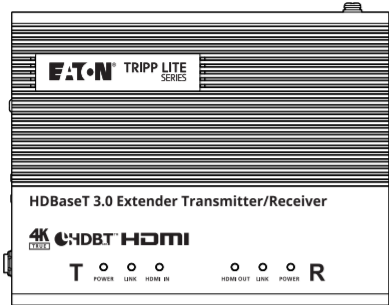 EATON® TRIPP LITE
SERIES
HDBaseT 3.0 Extender Transmitter/Receiver
4K HDBT™ HDMI
TRUE
T POWER LINK HDMI IN HDMI OUT LINK POWER R